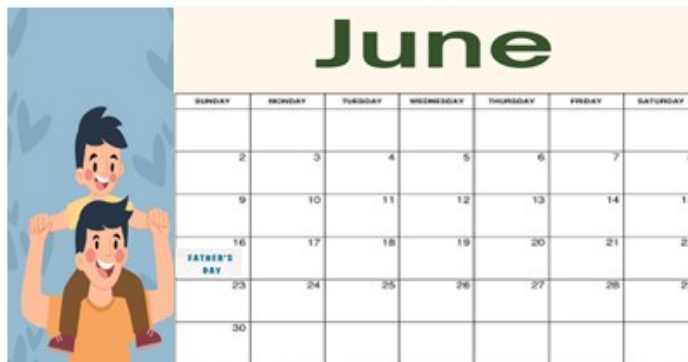 June
SUNDAY MONDAY TUESDAY WEDNESDAY THURSDAY FRIDAY SATURDAY
2 3 4 5 6 7
9 10 11 12 13 14
16 17 18 19 20 21
FATHER'S
DAY
23 24 25 26 27 28
30